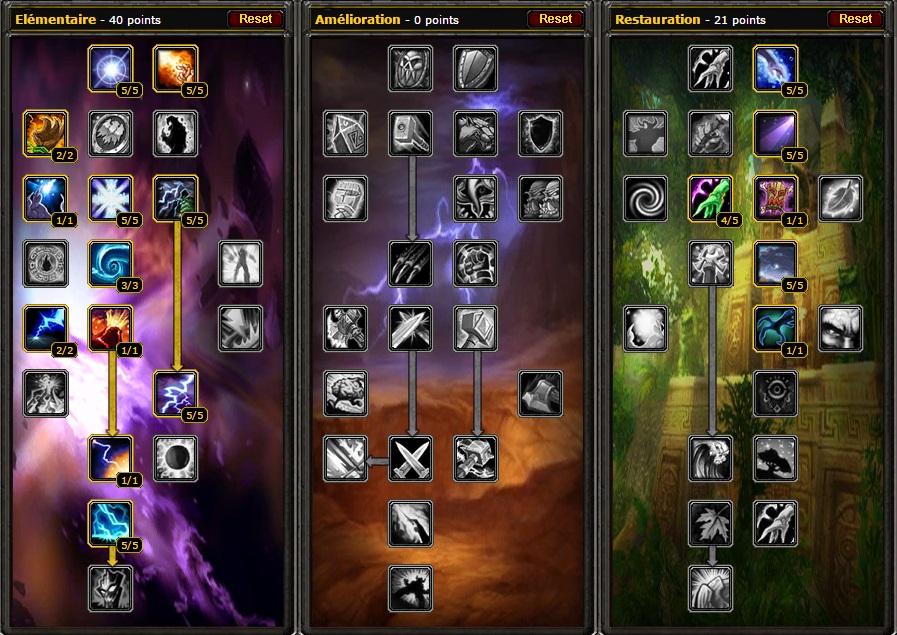 Elémentaire - 40 points Reset
Amélioration - 0 points Reset
Restauration - 21 points Reset
5/5 5/5 5/5
2/2 5/5
1/1 5/5 5/5 4/5 1/1
3/3 5/5
2/2 1/1 1/1
5/5
1/1
5/5